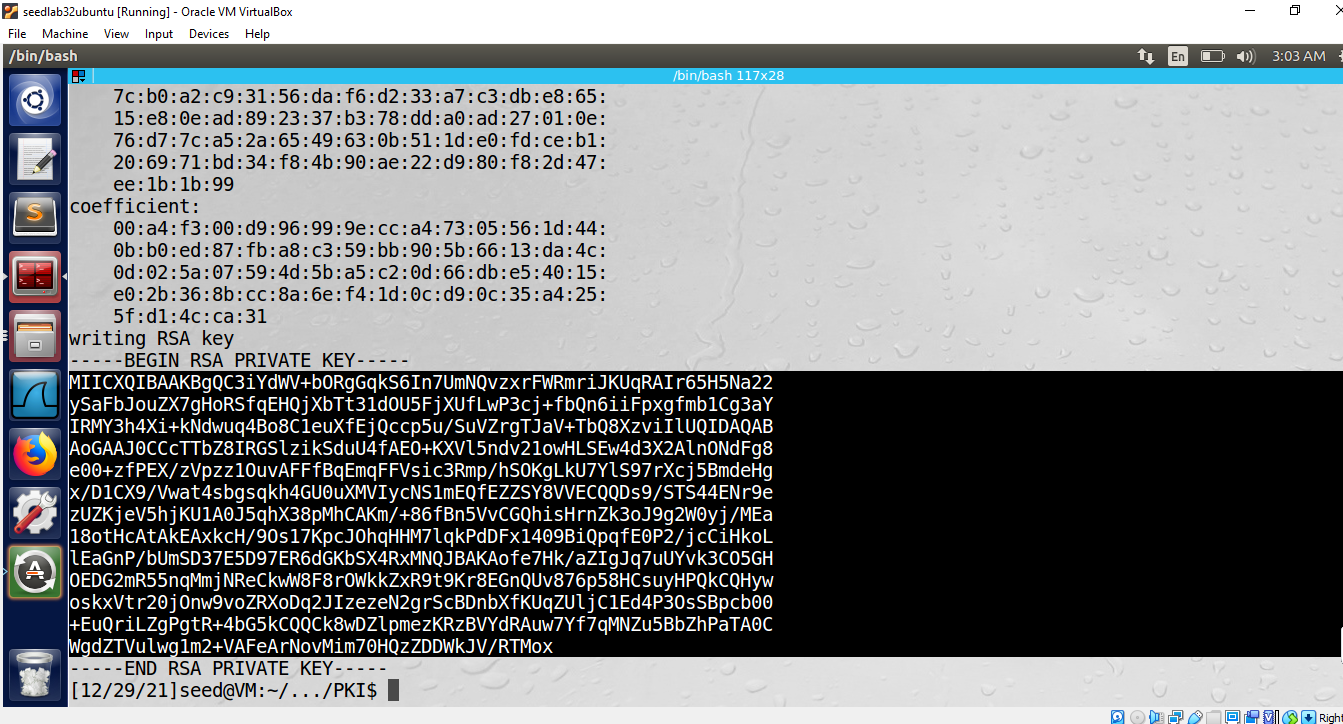 seedlab32ubuntu [Running] - Oracle VM VirtualBox
File Machine View Input Devices Help
/bin/bash
En
3:03 AM
/bin/bash 117x28
7c:b0:a2:c9:31:56:da:f6:d2:33:a7:c3:db:e8:65:
15:e8:0e:ad:89:23:37:b3:78:dd:a0:ad:27:01:0e:
76:d7:7c:a5:2a:65:49:63:0b:51:1d:e0:fd:ce:b1:
20:69:71:bd:34:f8:4b:90:ae:22:d9:80:f8:2d:47:
ee:1b:1b:99
coefficient:
00:a4:f3:00:d9:96:99:9e:cc:a4:73:05:56:1d:44:
0b:b0:ed:87:fb:a8:c3:59:bb:90:5b:66:13:da:4c:
0d:02:5a:07:59:4d:5b:a5:c2:0d:66:db:e5:40:15:
e0:2b:36:8b:cc:8a:6e:f4:1d:0c:d9:0c:35:a4:25:
5f:d1:4c:ca:31
writing RSA key
-----BEGIN RSA PRIVATE KEY-----
MIICXQIBAAKBgQC3iYdWV+bORgGqkS6In7UmNQvzxrFWRmriJKUqRAIr65H5Na22
ySaFbJouZX7gHoRSfqEHQjXbTt31dOU5FjXUfLwP3cj+fbQn6iiFpxgfmb1Cg3aY
IRMY3h4Xi+kNdwuq4Bo8C1euXfEjQccp5u/SuVZrgTJaV+TbQ8XzviIlUQIDAQAB
AoGAAJ0CCcTTbZ8IRGSlzikSduU4fAEO+KXVl5ndv21owHLSEw4d3X2AlnONdFg8
e00+zfPEX/zVpzz1OuvAFFfBqEmqFFVsic3Rmp/hSOKgLkU7YlS97rXcj5BmdeHg
x/D1CX9/Vwat4sbgsqkh4GU0uXMVIycNS1mEQfEZZSY8VVECQQDs9/STS44ENr9e
zUZKjeV5hjKU1A0J5qhX38pMhCAKm/+86fBn5VvCGQhisHrnZk3oJ9g2W0yj/MEa
18otHcAtAkEAxkcH/9Os17KpcJOhqHHM7lqkPdDFx1409BiQpqfE0P2/jcCiHkoL
lEaGnP/bUmSD37E5D97ER6dGKbSX4RxMNQJBAKAofe7Hk/aZIgJq7uUYvk3CO5GH
OEDG2mR55nqMmjNReCkwW8F8rOWkkZxR9t9Kr8EGnQUv876p58HCsuyHPQkCQHyw
oskxVtr20jOnw9voZRXoDq2JIzezeN2grScBDnbXfKUqZUljC1Ed4P3OsSBpcb00
+EuQriLZgPgtR+4bG5kCQQCk8wDZlpmezKRzBVYdRAuw7Yf7qMNZu5BbZhPaTA0C
WgdZTVulwg1m2+VAFeArNovMim70HQzZDDWkJV/RTMox
-----END RSA PRIVATE KEY-----
[12/29/21]seed@VM:~/.../PKI$
Right